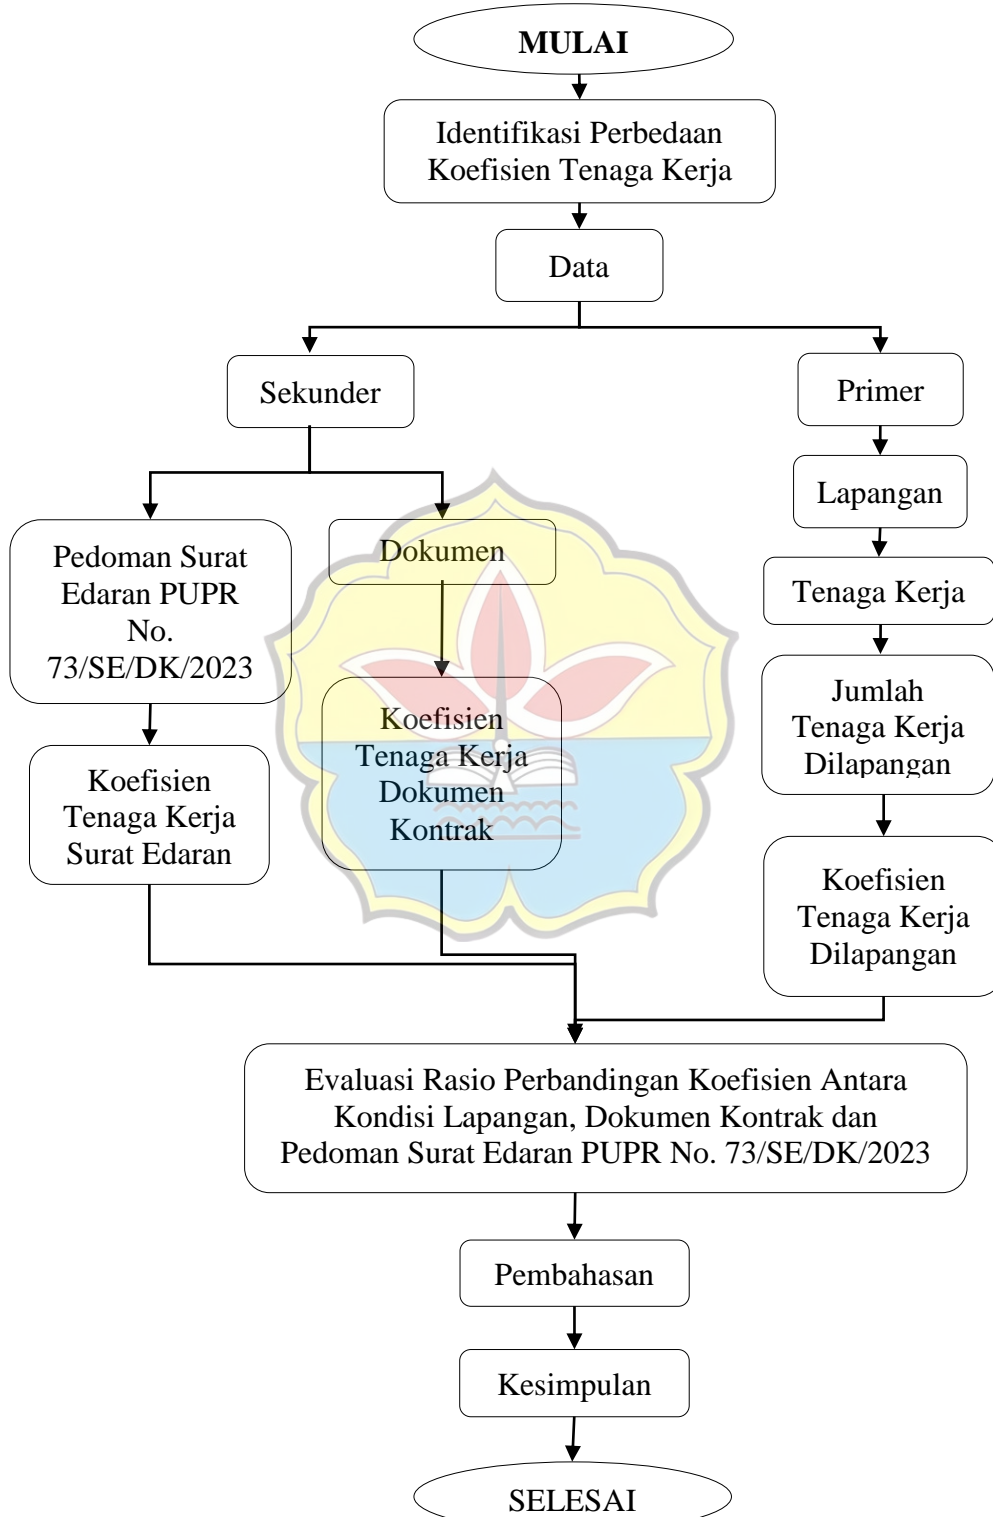 MULAI
Identifikasi Perbedaan
Koefisien Tenaga Kerja
Data
Sekunder
Primer
Lapangan
Pedoman Surat
Edaran PUPR
No.
73/SE/DK/2023
Dokumen
Tenaga Kerja
Koefisien
Tenaga Kerja
Dokumen
Kontrak
Jumlah
Tenaga Kerja
Dilapangan
Koefisien
Tenaga Kerja
Surat Edaran
Koefisien
Tenaga Kerja
Dilapangan
Evaluasi Rasio Perbandingan Koefisien Antara
Kondisi Lapangan, Dokumen Kontrak dan
Pedoman Surat Edaran PUPR No. 73/SE/DK/2023
Pembahasan
Kesimpulan
SELESAI